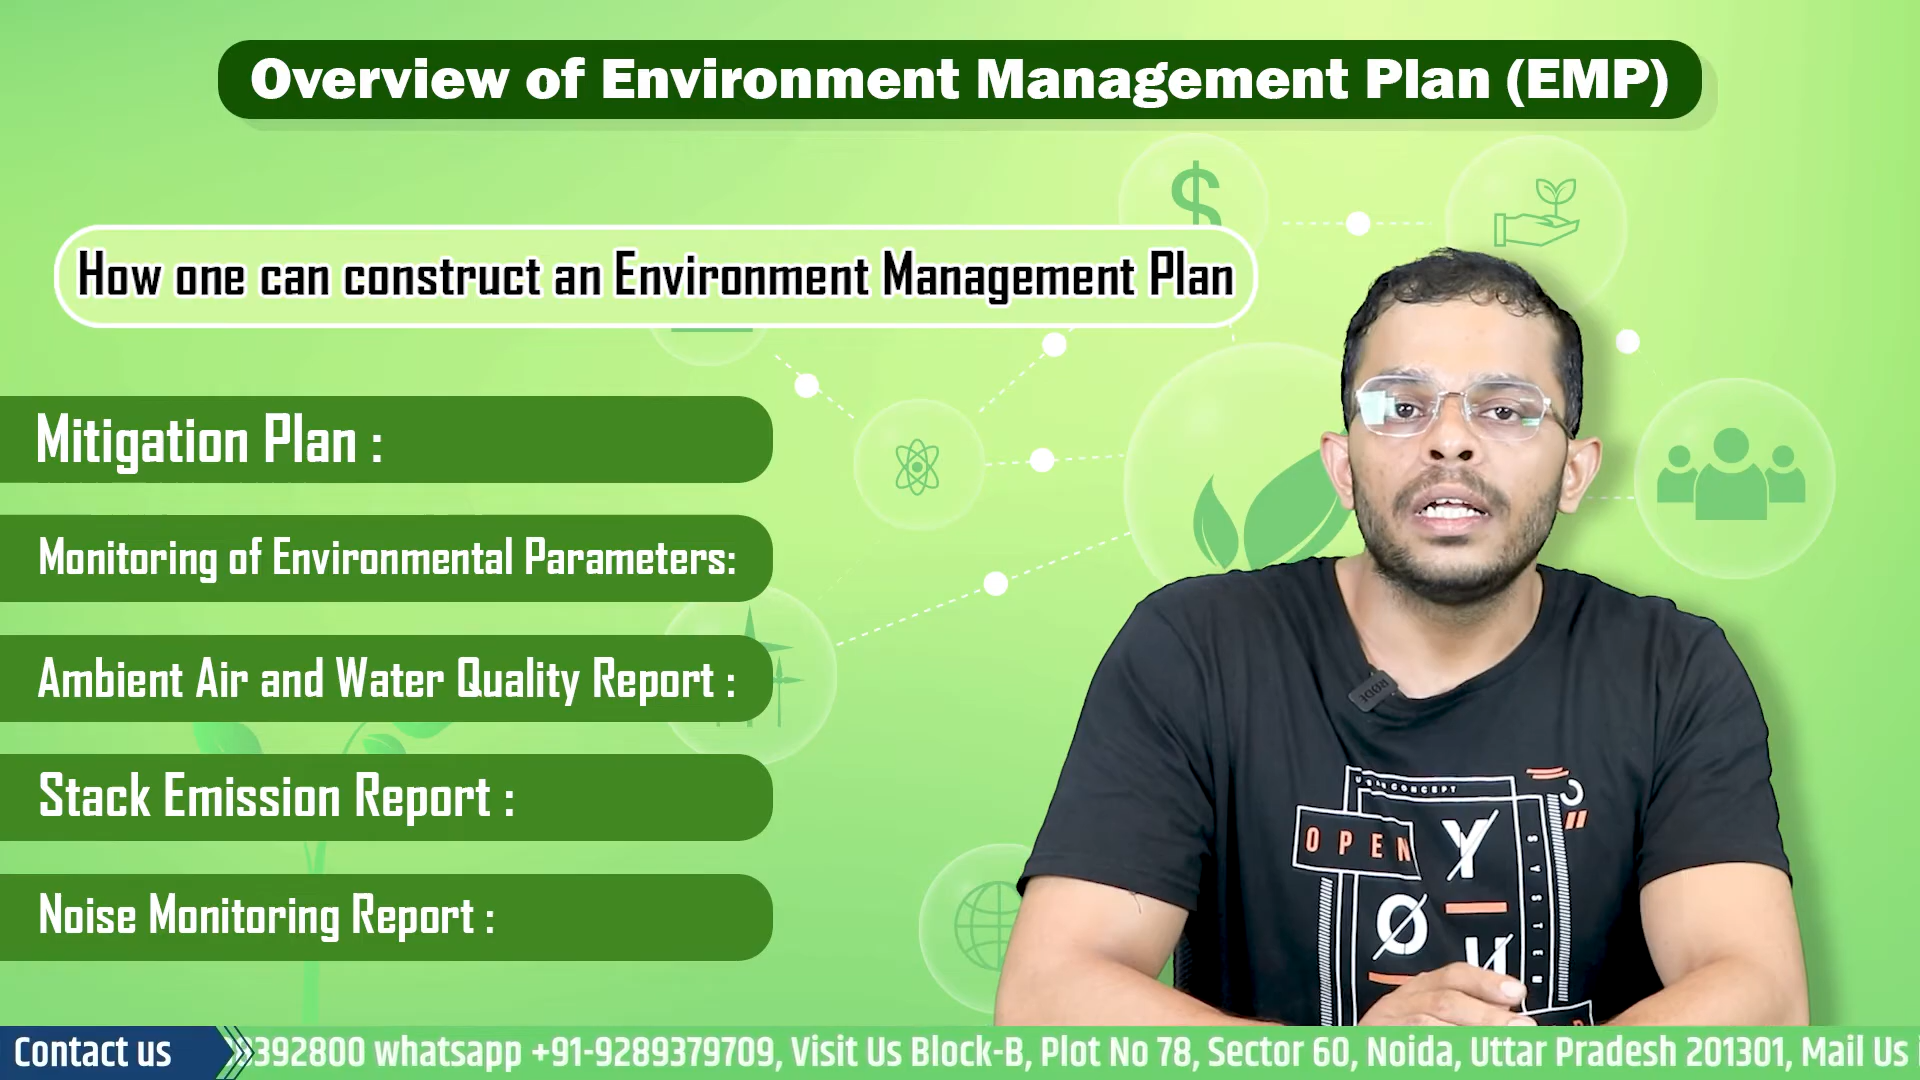 Overview of Environment Management Plan (EMP)
$
How one can construct an Environment Management Plan
Mitigation Plan :
Monitoring of Environmental Parameters:
Ambient Air and Water Quality Report :
Stack Emission Report :
Noise Monitoring Report :
RØDE
OPEN
Y
O
U
SYSTEM
Contact us
392800 whatsapp +91-9289379709, Visit Us Block-B, Plot No 78, Sector 60, Noida, Uttar Pradesh 201301, Mail Us